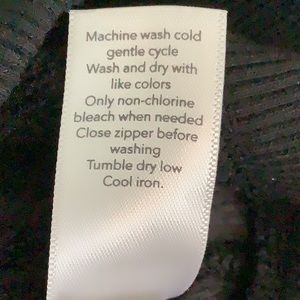 Machine wash cold
gentle cycle
Wash and dry with
like colors
Only non-chlorine
bleach when needed
Close zipper before
washing
Tumble dry low
Cool iron.